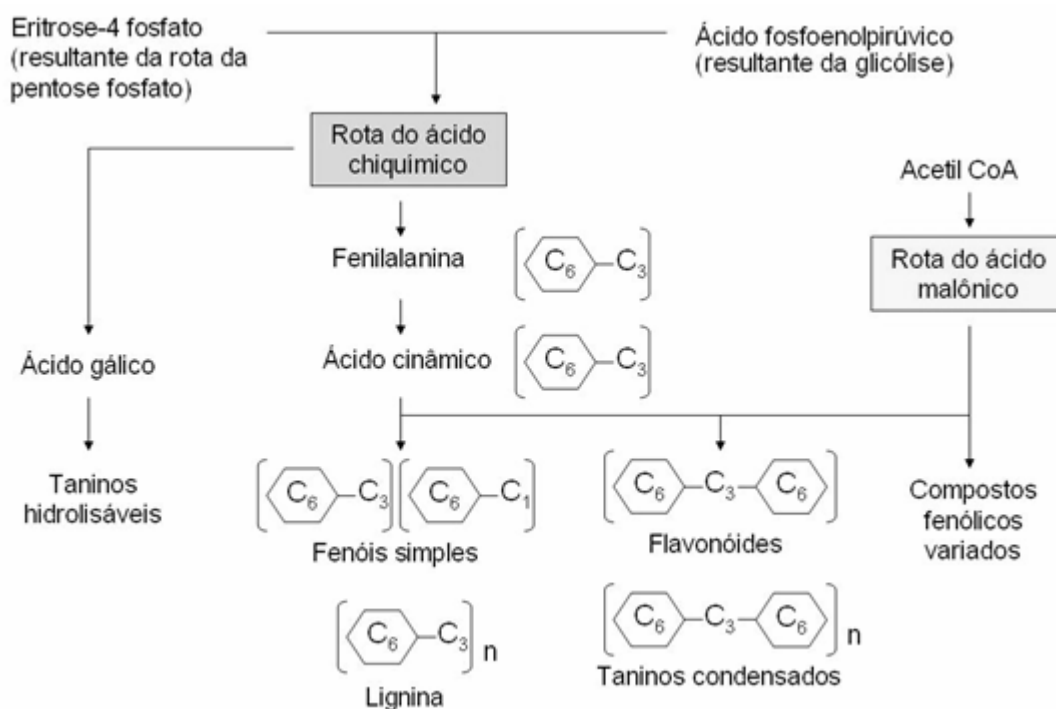 Eritrose-4 fosfato
(resultante da rota da
pentose fosfato)
Ácido fosfoenolpirúvico
(resultante da glicólise)
Rota do ácido
chiquímico
Acetil CoA
Fenilalanina
C6 C3
Rota do ácido
malônico
Ácido gálico
Ácido cinâmico
C6 C3
Taninos
hidrolisáveis
C6 C3
C6 C1
Fenóis simples
C6 C3 C6
Flavonóides
Compostos
fenólicos
variados
C6 C3 n
Lignina
C6 C3 C6 n
Taninos condensados